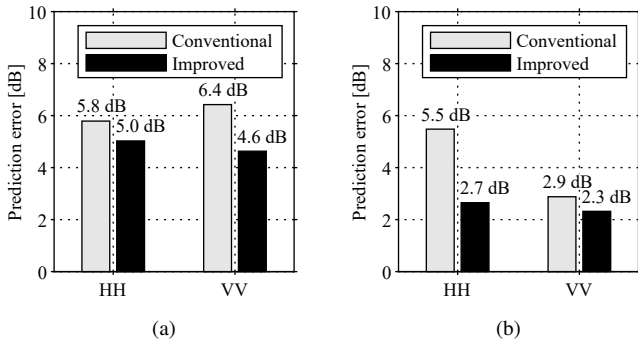 10
8
6
4
2
0
Prediction error [dB]
Conventional
Improved
5.8 dB
5.0 dB
6.4 dB
4.6 dB
HH
VV
(a)
10
8
6
4
2
0
Prediction error [dB]
Conventional
Improved
5.5 dB
2.7 dB
2.9 dB
2.3 dB
HH
VV
(b)